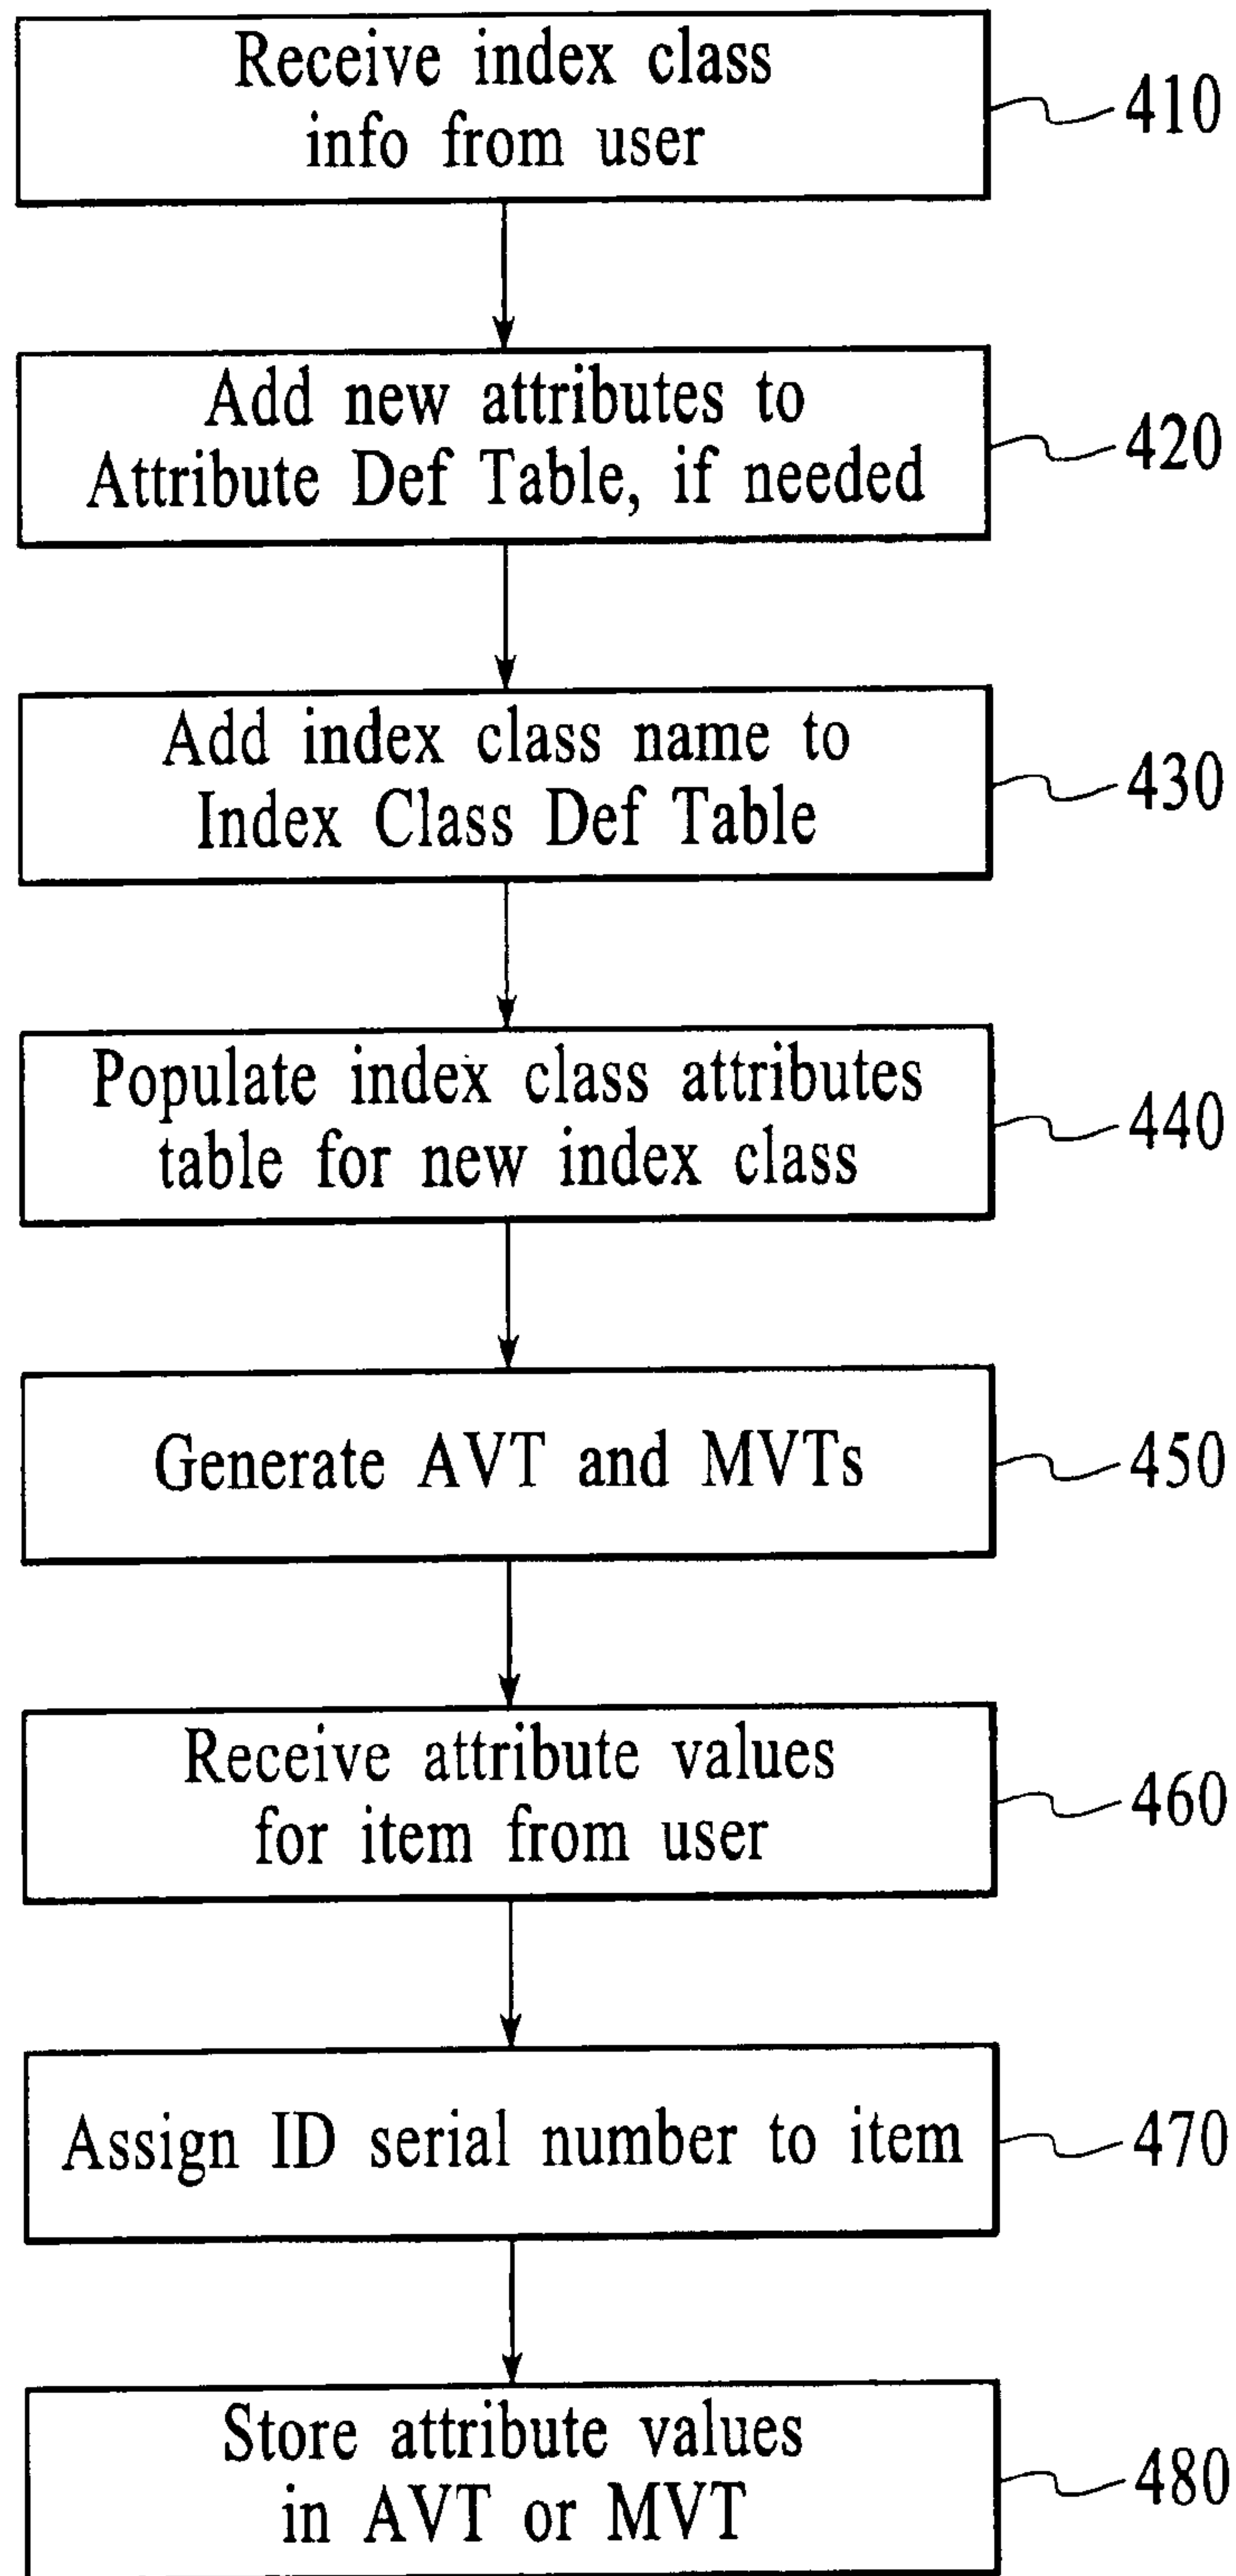 Receive index class
info from user
410
Add new attributes to
Attribute Def Table, if needed
420
Add index class name to
Index Class Def Table
430
Populate index class attributes
table for new index class
440
Generate AVT and MVTs
450
Receive attribute values
for item from user
460
Assign ID serial number to item
470
Store attribute values
in AVT or MVT
480